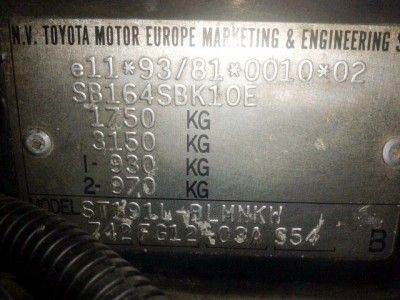 N.V. TOYOTA MOTOR EUROPE MARKETING & ENGINEERING S
e11*93/81*0010*02
SB164SBK10E
1750 KG
3150 KG
1- 930 KG
2- 970 KG
MODEL
S54
B